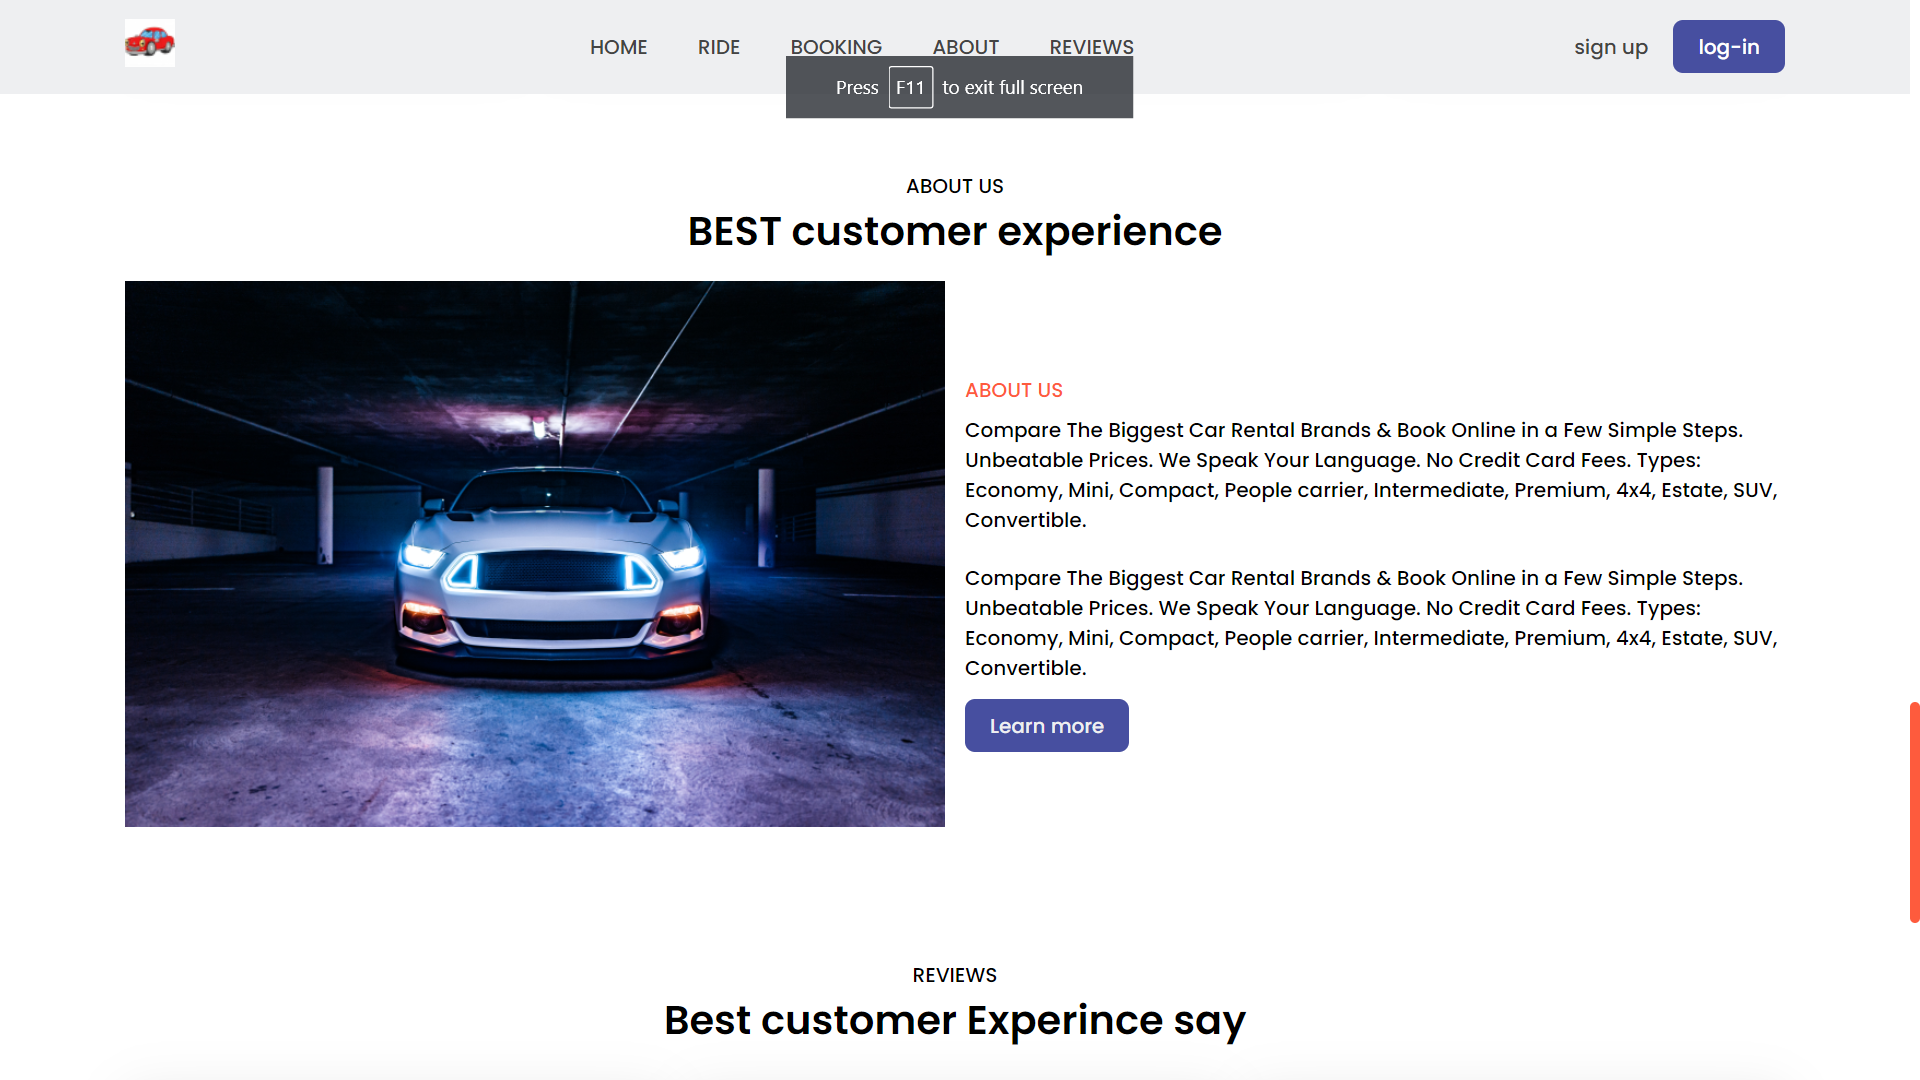 HOME RIDE BOOKING ABOUT REVIEWS sign up log-in
Press F11 to exit full screen
ABOUT US
BEST customer experience
ABOUT US
Compare The Biggest Car Rental Brands & Book Online in a Few Simple Steps.
Unbeatable Prices. We Speak Your Language. No Credit Card Fees. Types:
Economy, Mini, Compact, People carrier, Intermediate, Premium, 4x4, Estate, SUV,
Convertible.
Compare The Biggest Car Rental Brands & Book Online in a Few Simple Steps.
Unbeatable Prices. We Speak Your Language. No Credit Card Fees. Types:
Economy, Mini, Compact, People carrier, Intermediate, Premium, 4x4, Estate, SUV,
Convertible.
Learn more
REVIEWS
Best customer Experince say